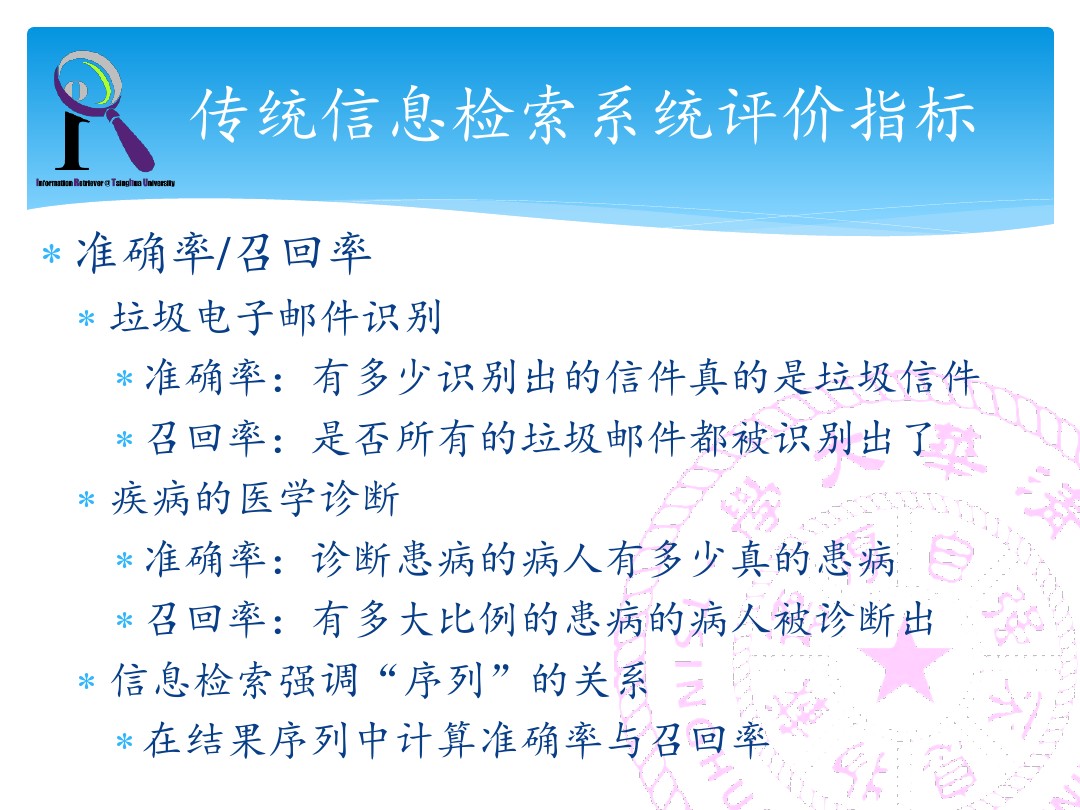 传统信息检索系统评价指标
Information Retriever @ Tsinghua University
* 准确率/召回率
* 垃圾电子邮件识别
* 准确率：有多少识别出的信件真的是垃圾信件
* 召回率：是否所有的垃圾邮件都被识别出了
* 疾病的医学诊断
* 准确率：诊断患病的病人有多少真的患病
* 召回率：有多大比例的患病的病人被诊断出
* 信息检索强调“序列”的关系
* 在结果序列中计算准确率与召回率